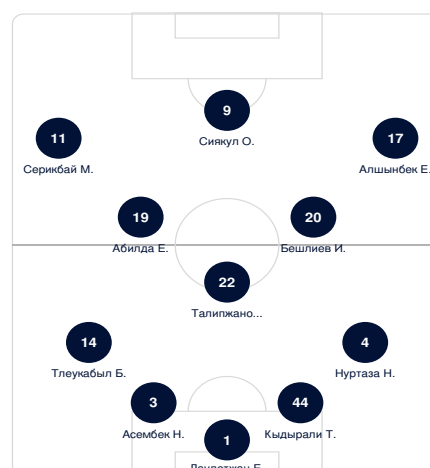 9
Сиякул О.
11
Серикбай М.
17
Алшынбек Е.
19
Абилда Е.
20
Бешлиев И.
22
Талипжано...
14
Тлеукабыл Б.
4
Нуртаза Н.
3
Асембек Н.
44
Кыдырали Т.
1